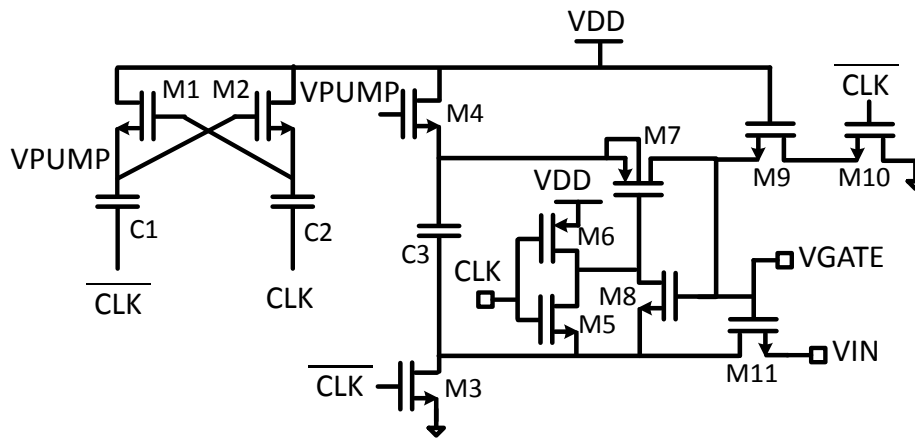 VDD
M1
M2
VPUMP
M4
CLK
M7
VPUMP
VDD
M9
M10
C1
C2
C3
M6
CLK
M8
VGATE
CLK
CLK
M5
CLK
M3
M11
VIN